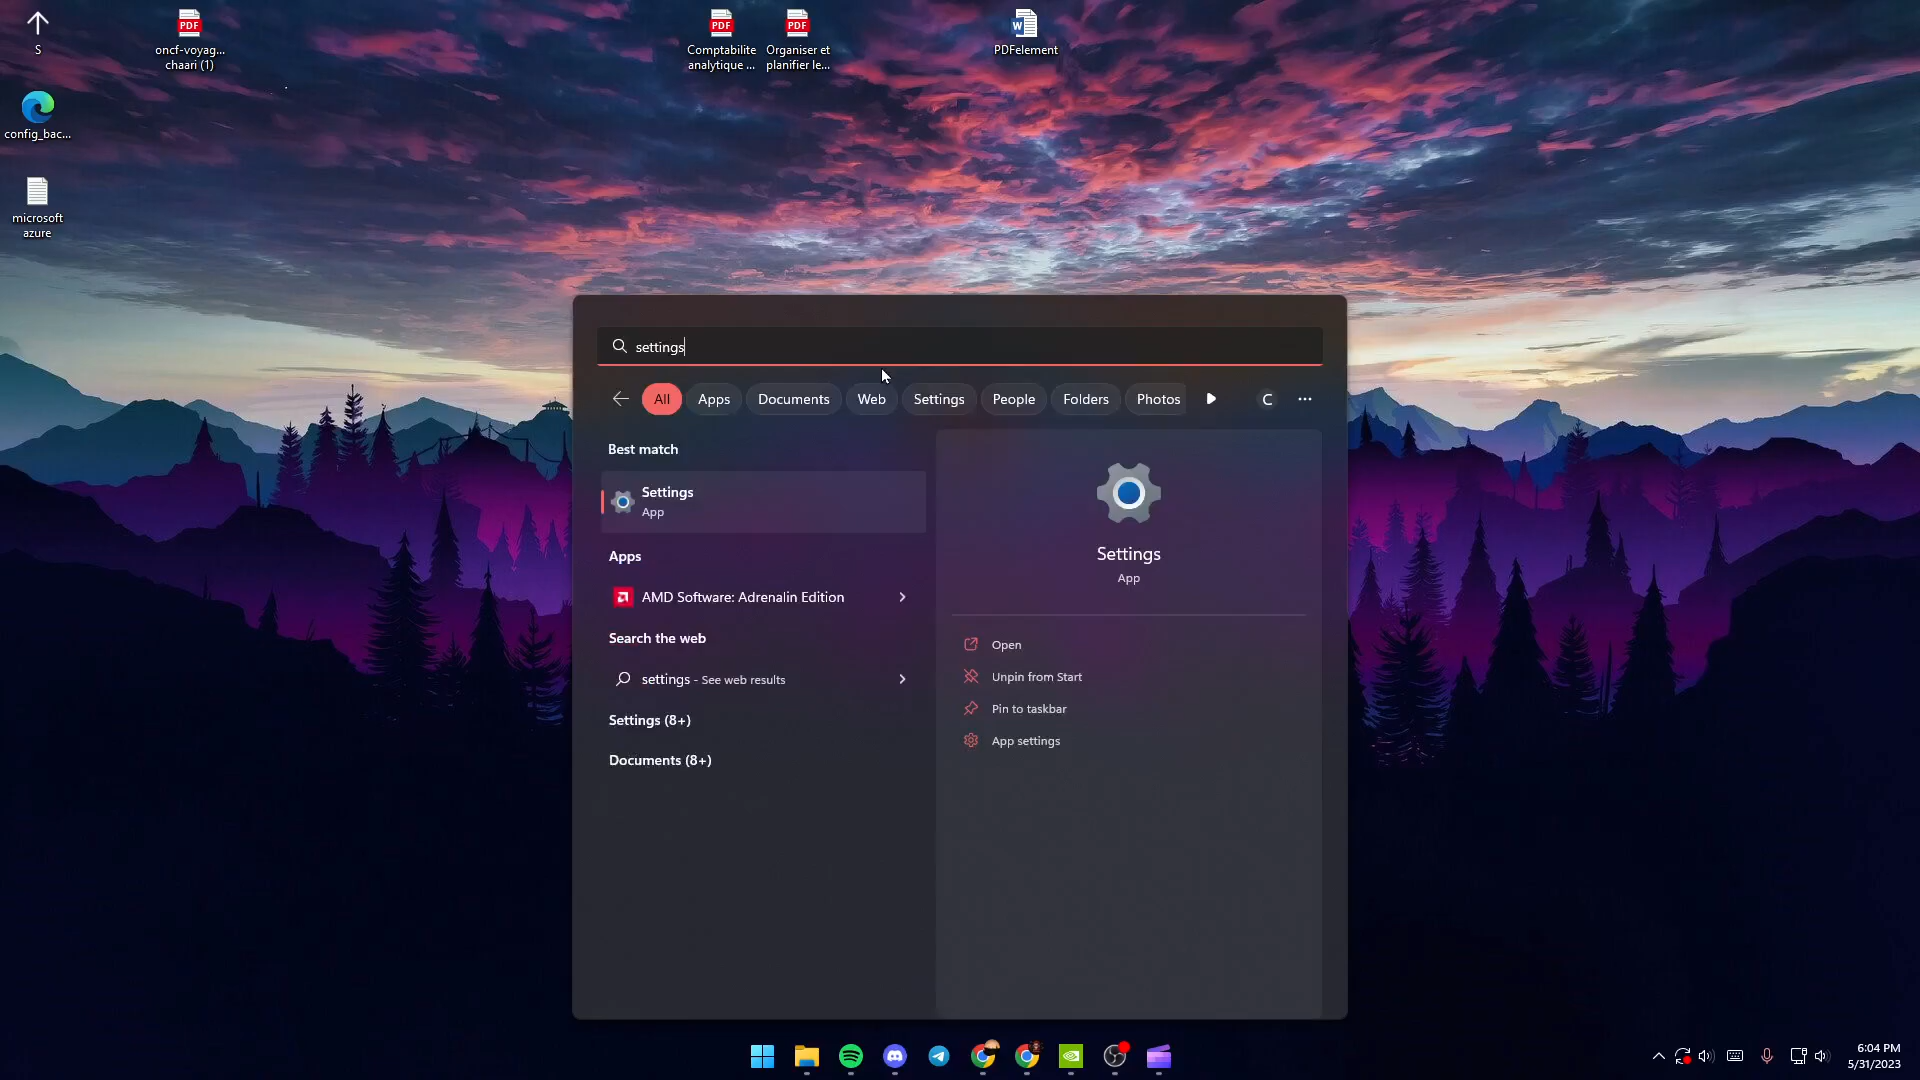 S
oncf-voyag...
chaari (1)
Comptabilite
analytique ...
Organiser et
planifier le...
PDFelement
config_bac...
microsoft
azure
settings
All
Apps
Documents
Web
Settings
People
Folders
Photos
C
Best match
Settings
App
Apps
AMD Software: Adrenalin Edition
Search the web
settings - See web results
Settings (8+)
Documents (8+)
Settings
App
Open
Unpin from Start
Pin to taskbar
App settings
6:04 PM
5/31/2023